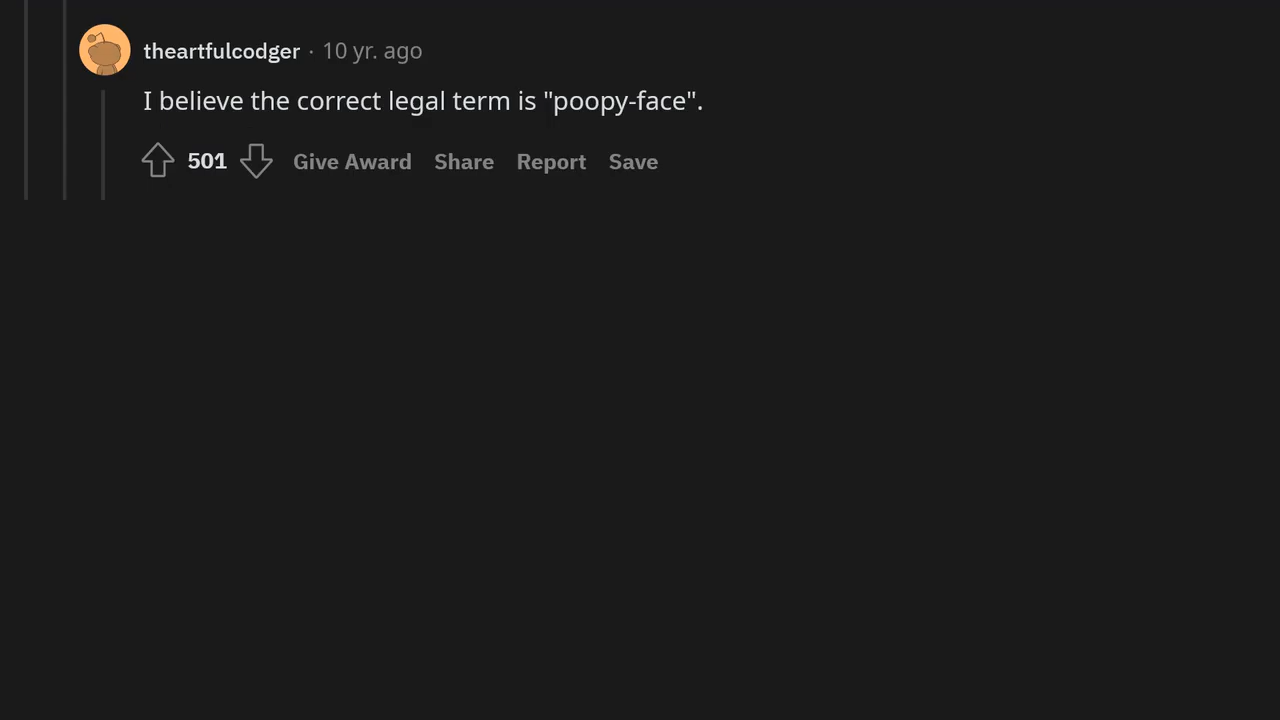 theartfulcodger · 10 yr. ago
I believe the correct legal term is "poopy-face".
501 Give Award Share Report Save